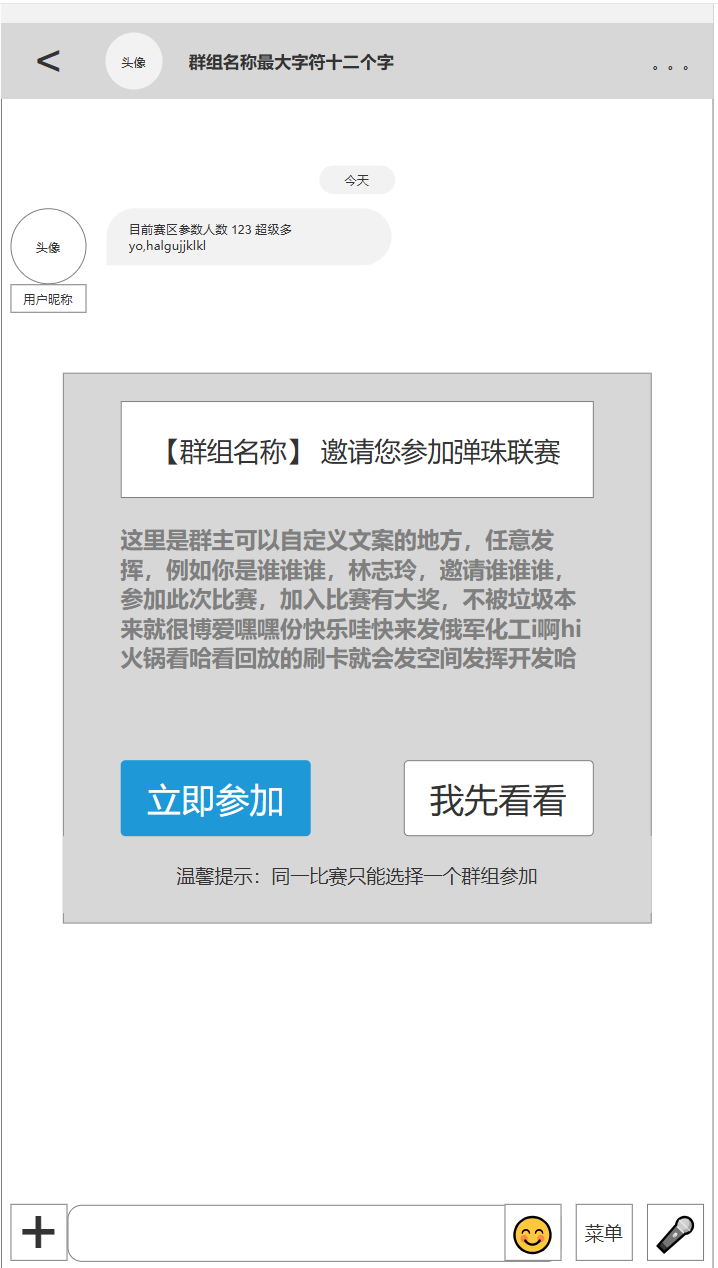 <
头像
群组名称最大字符十二个字
。。。
今天
目前赛区参数人数 123 超级多
yo,halgujjklkl
头像
用户昵称
【群组名称】 邀请您参加弹珠联赛
这里是群主可以自定义文案的地方，任意发
挥，例如你是谁谁谁，林志玲，邀请谁谁谁，
参加此次比赛，加入比赛有大奖，不被垃圾本
来就很博爱嘿嘿份快乐哇快来发俄军化工i啊hi
火锅看哈看回放的刷卡就会发空间发挥开发哈
立即参加
我先看看
温馨提示：同一比赛只能选择一个群组参加
菜单